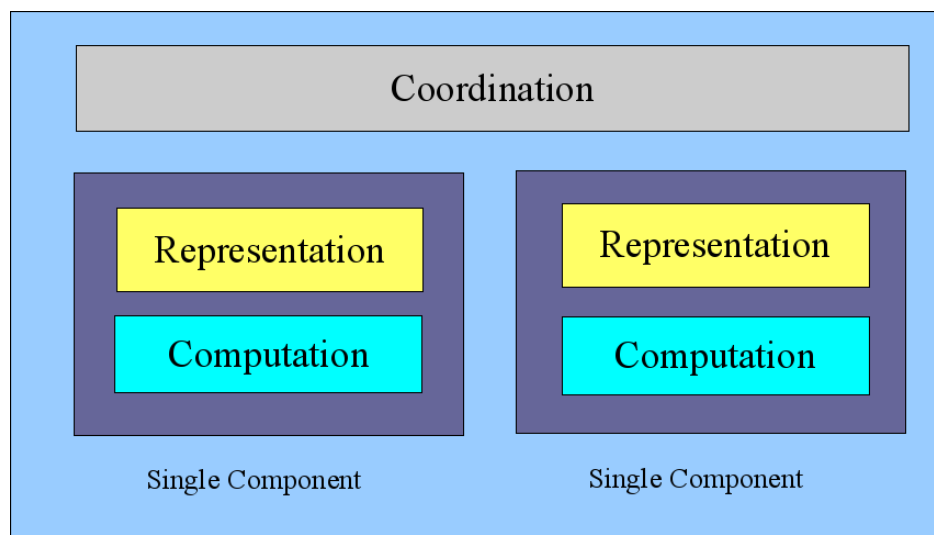 Coordination
Representation
Computation
Single Component
Representation
Computation
Single Component